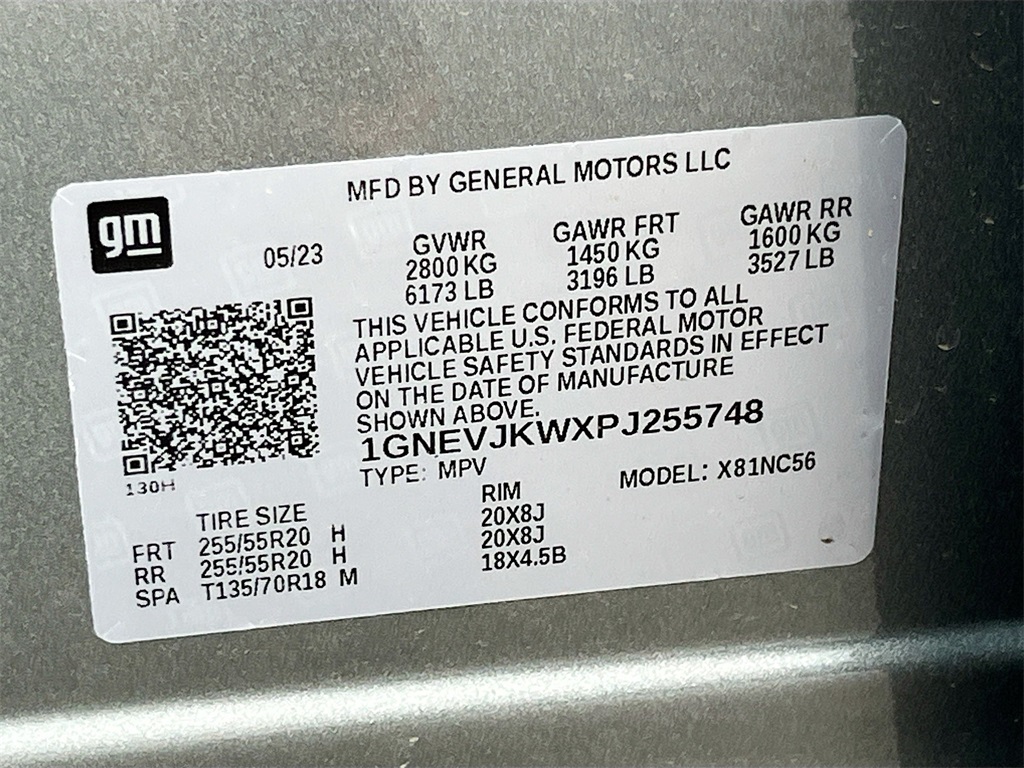 MFD BY GENERAL MOTORS LLC
gm
05/23
GVWR GAWR FRT GAWR RR
2800 KG 1450 KG 1600 KG
6173 LB 3196 LB 3527 LB
THIS VEHICLE CONFORMS TO ALL
APPLICABLE U.S. FEDERAL MOTOR
VEHICLE SAFETY STANDARDS IN EFFECT
ON THE DATE OF MANUFACTURE
SHOWN ABOVE.
1GNEVJKWXPJ255748
130H
TYPE: MPV MODEL: X81NC56
TIRE SIZE RIM
FRT 255/55R20 H 20X8J
RR 255/55R20 H 20X8J
SPA T135/70R18 M 18X4.5B